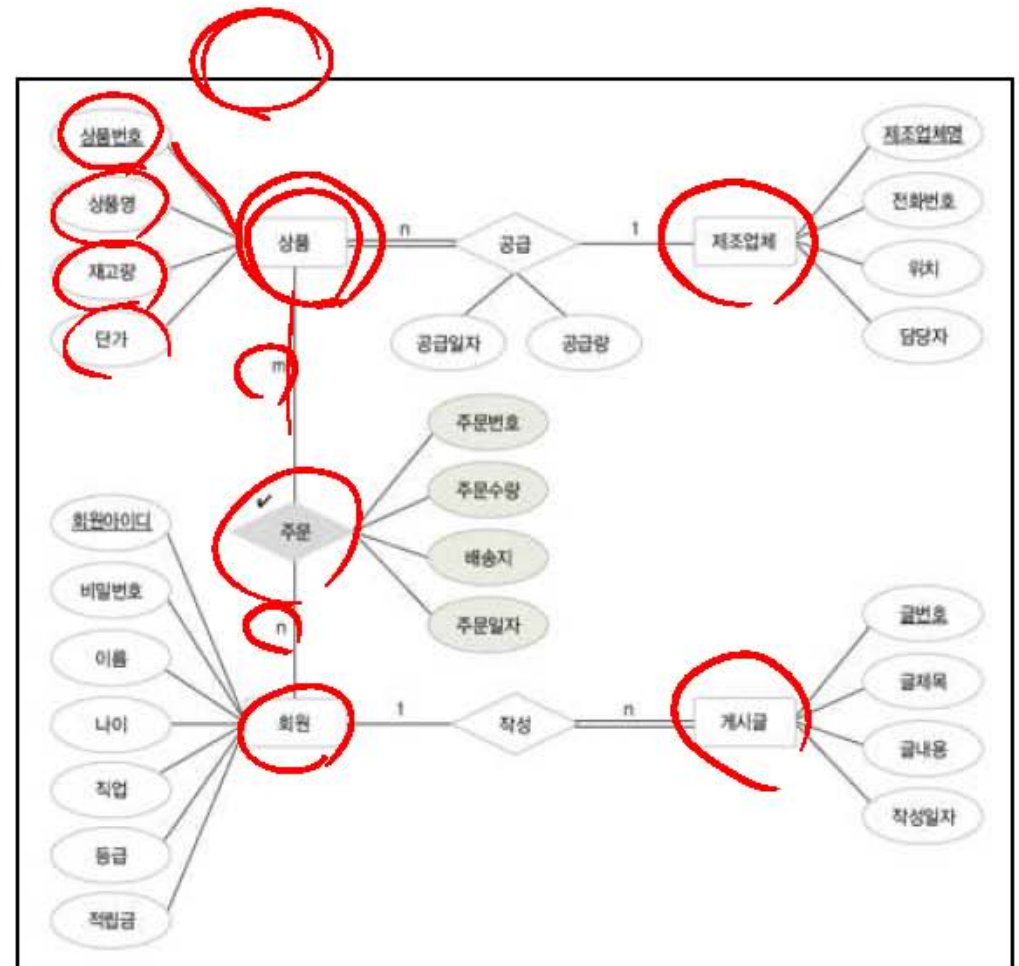 상품번호
상품명
재고량
단가
상품
n
공급
1
제조업체
공급일자
공급량
제조업체명
전화번호
위치
담당자
m
주문
주문번호
주문수량
배송지
주문일자
n
회원아이디
비밀번호
이름
나이
직업
등급
적립금
회원
1
작성
n
게시글
글번호
글제목
글내용
작성일자